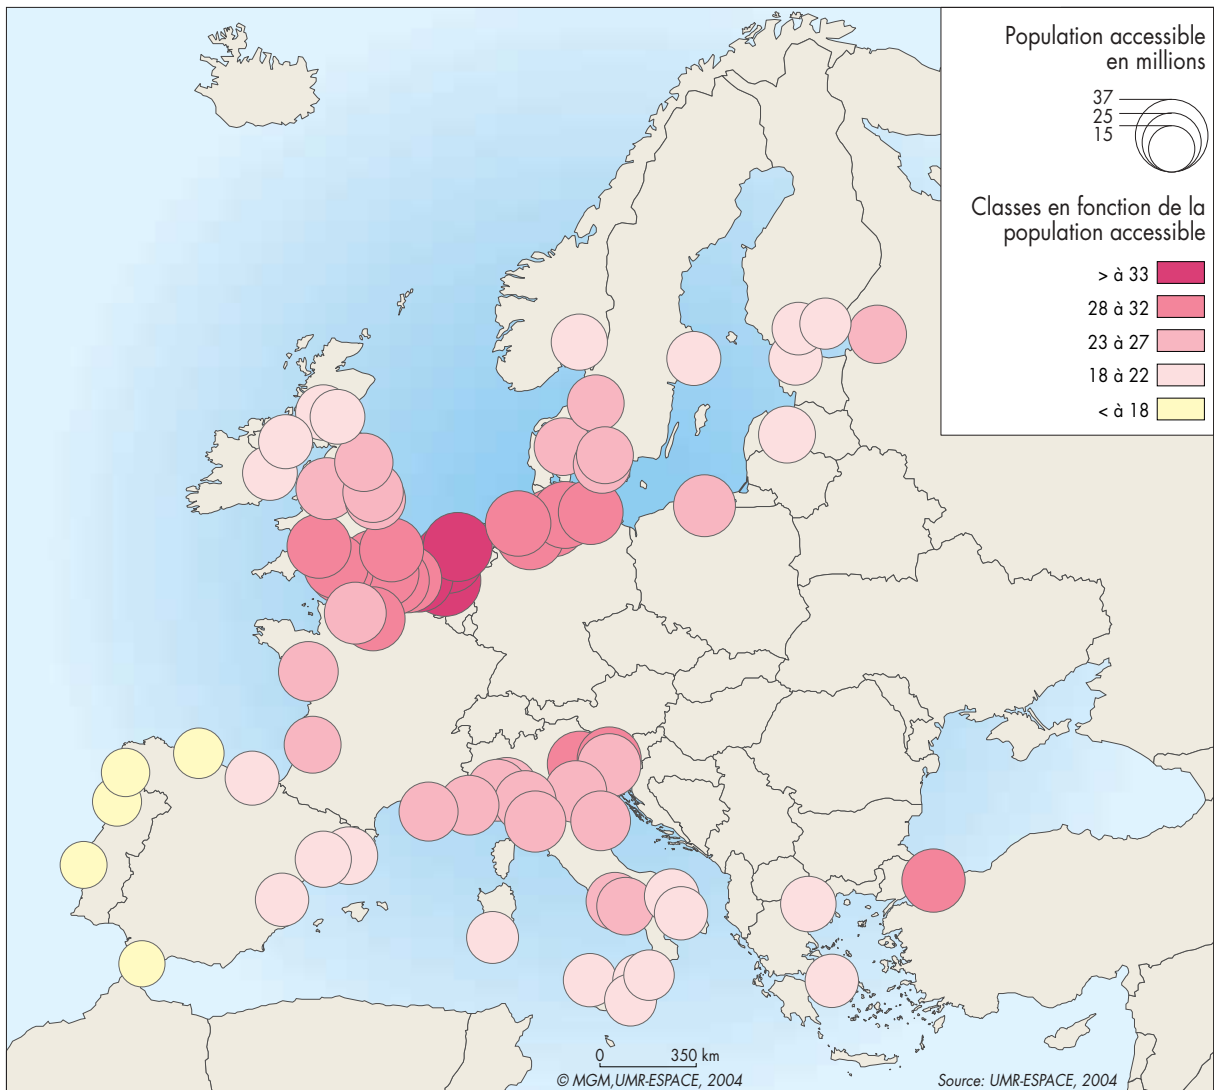 Population accessible
en millions
37
25
15
Classes en fonction de la
population accessible
> à 33
28 à 32
23 à 27
18 à 22
< à 18
0 350 km
© MGM,UMR-ESPACE, 2004
Source: UMR-ESPACE, 2004